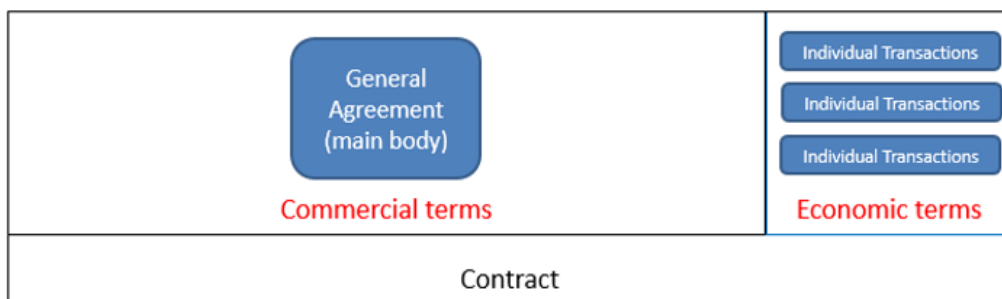 General
Agreement
(main body)
Commercial terms
Individual Transactions
Individual Transactions
Individual Transactions
Economic terms
Contract